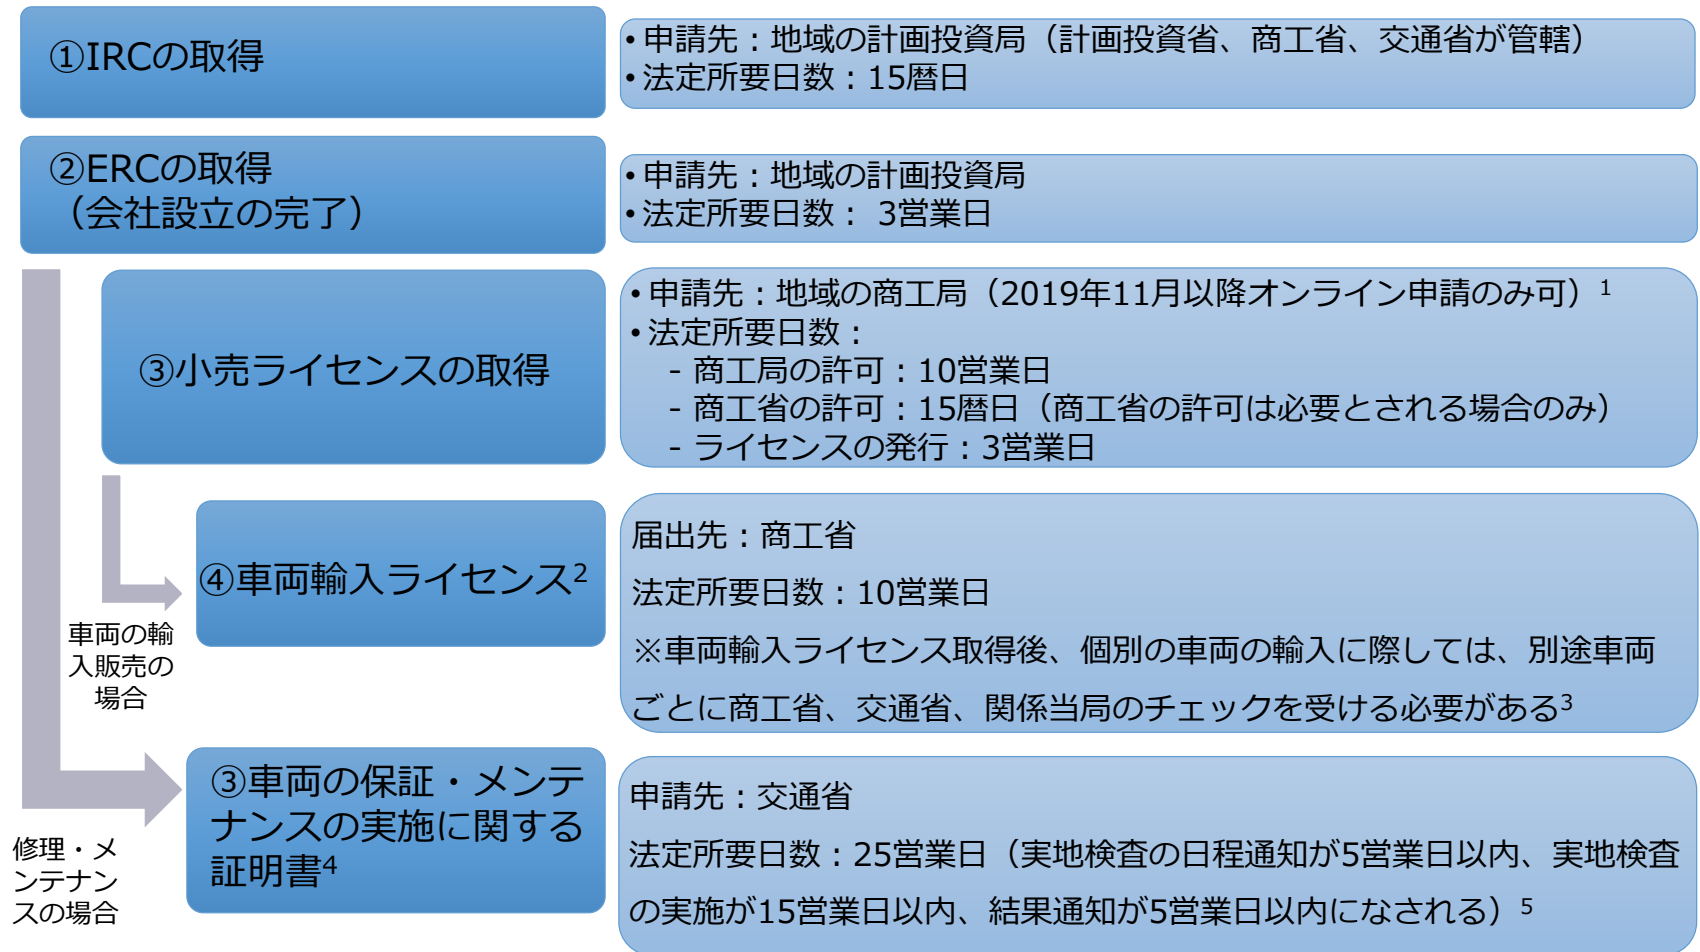 ①IRCの取得
•申請先：地域の計画投資局（計画投資省、商工省、交通省が管轄）
•法定所要日数：15暦日
②ERCの取得
（会社設立の完了）
•申請先：地域の計画投資局
•法定所要日数： 3営業日
③小売ライセンスの取得
•申請先：地域の商工局（2019年11月以降オンライン申請のみ可）1
•法定所要日数：
- 商工局の許可：10営業日
- 商工省の許可：15暦日（商工省の許可は必要とされる場合のみ）
- ライセンスの発行：3営業日
車両の輸
入販売の
場合
④車両輸入ライセンス2
届出先：商工省
法定所要日数：10営業日
※車両輸入ライセンス取得後、個別の車両の輸入に際しては、別途車両
ごとに商工省、交通省、関係当局のチェックを受ける必要がある3
修理・メ
ンテナン
スの場合
③車両の保証・メンテ
ナンスの実施に関する
証明書4
申請先：交通省
法定所要日数：25営業日（実地検査の日程通知が5営業日以内、実地検査
の実施が15営業日以内、結果通知が5営業日以内になされる）5